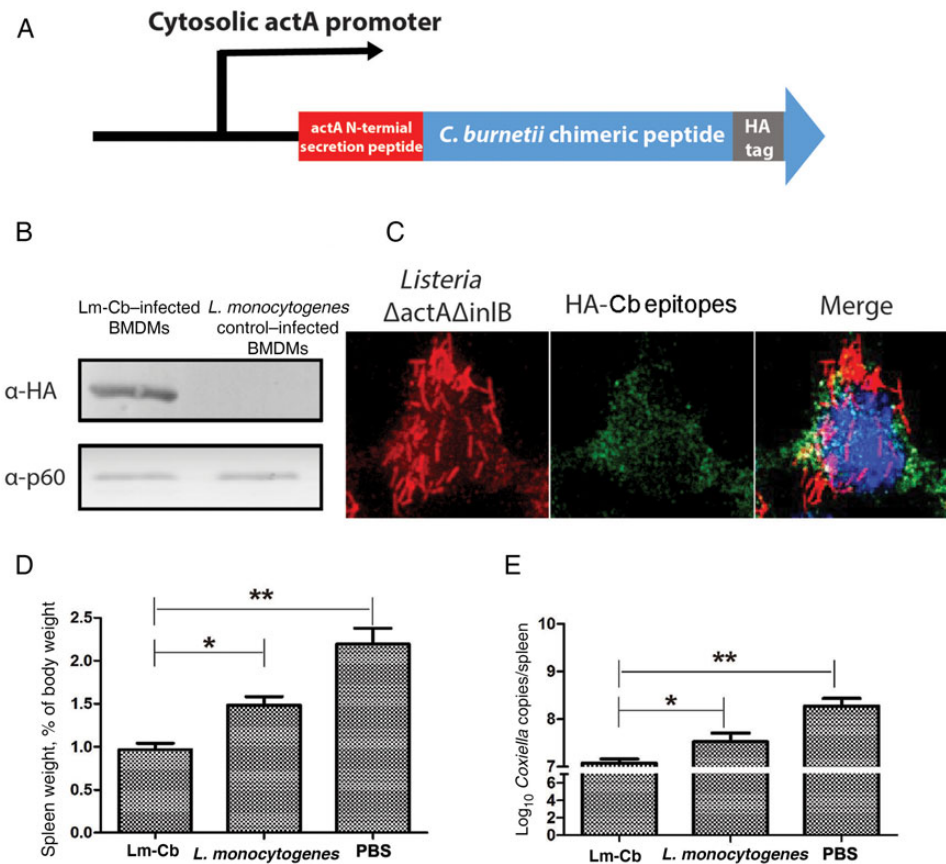 A
Cytosolic actA promoter
actA N-termial
secretion peptide
C. burnetii chimeric peptide
HA
tag
B
Lm-Cb–infected
BMDMs
L. monocytogenes
control–infected
BMDMs
α-HA
α-p60
C
Listeria
ΔactAΔinlB
HA-Cb epitopes
Merge
D
Spleen weight, % of body weight
2.5
2.0
1.5
1.0
0.5
0.0
**
*
Lm-Cb
L. monocytogenes
PBS
E
Log10 Coxiella copies/spleen
10
9
8
7
6
4
2
0
**
*
Lm-Cb
L. monocytogenes
PBS